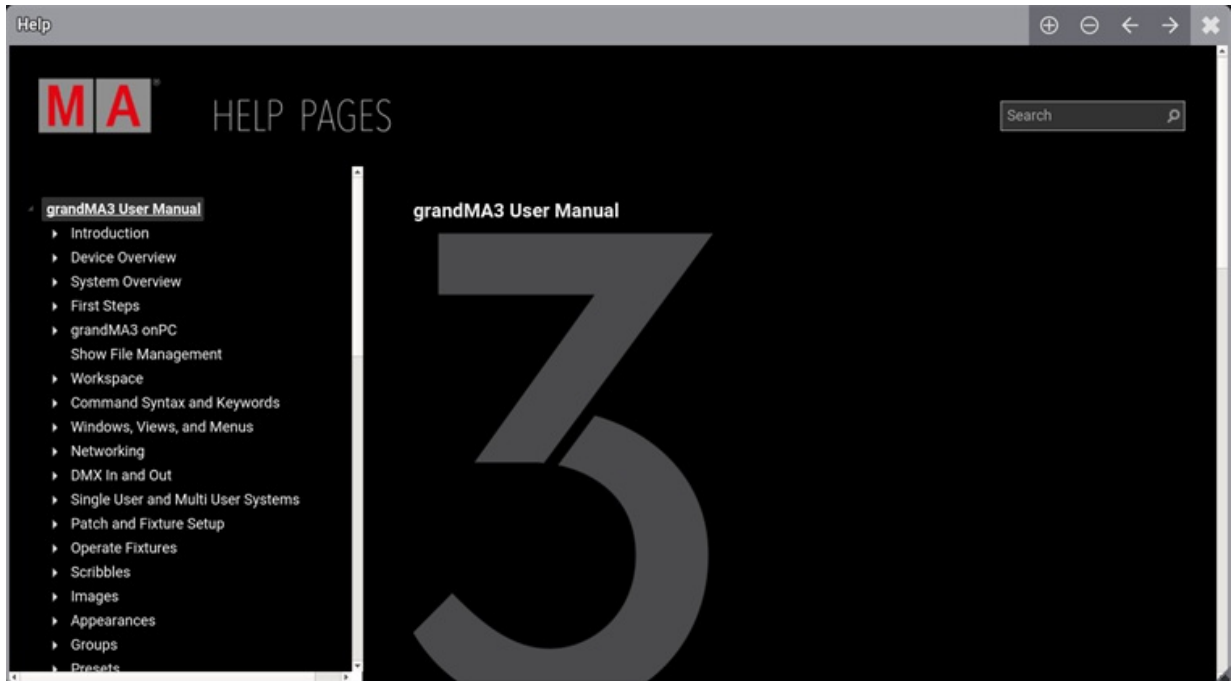 Help
MA®
HELP PAGES
Search
grandMA3 User Manual
Introduction
Device Overview
System Overview
First Steps
grandMA3 onPC
Show File Management
Workspace
Command Syntax and Keywords
Windows, Views, and Menus
Networking
DMX In and Out
Single User and Multi User Systems
Patch and Fixture Setup
Operate Fixtures
Scribbles
Images
Appearances
Groups
Presets
grandMA3 User Manual
3